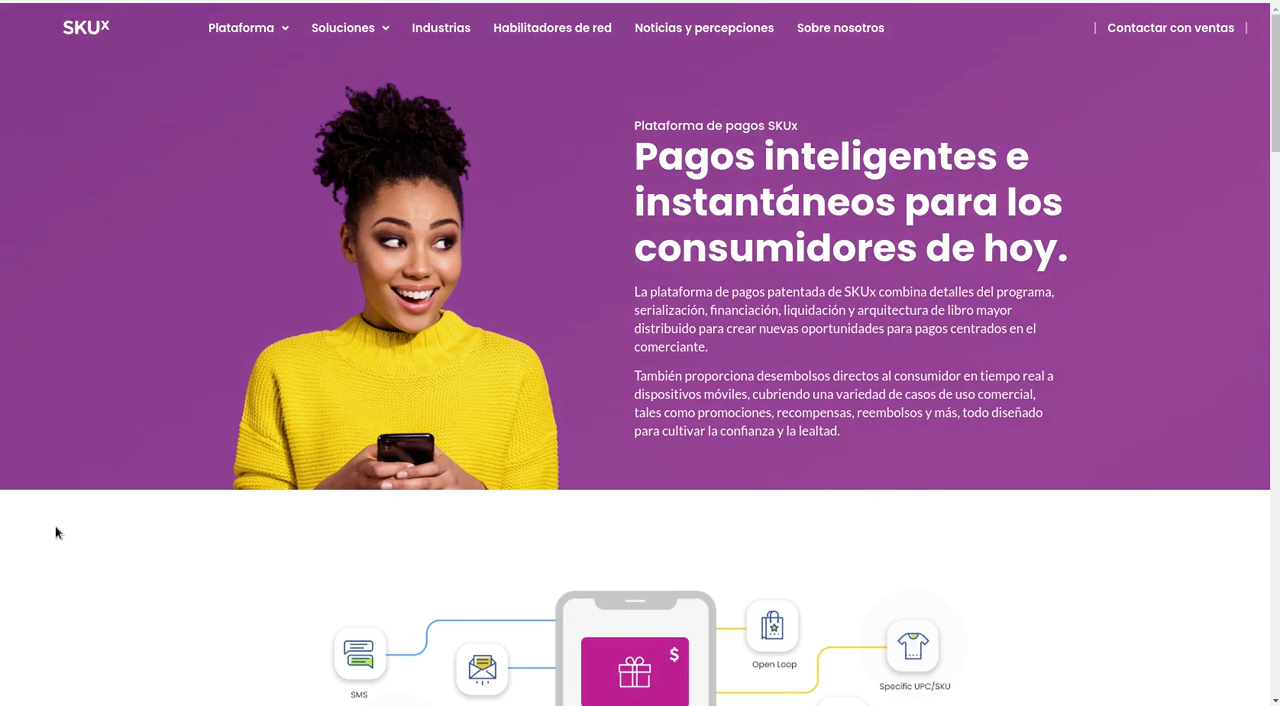 SKUx
Plataforma
Soluciones
Industrias
Habilitadores de red
Noticias y percepciones
Sobre nosotros
| Contactar con ventas |
Plataforma de pagos SKUx
Pagos inteligentes e
instantáneos para los
consumidores de hoy.
La plataforma de pagos patentada de SKUx combina detalles del programa,
serialización, financiación, liquidación y arquitectura de libro mayor
distribuido para crear nuevas oportunidades para pagos centrados en el
comerciante.
También proporciona desembolsos directos al consumidor en tiempo real a
dispositivos móviles, cubriendo una variedad de casos de uso comercial,
tales como promociones, recompensas, reembolsos y más, todo diseñado
para cultivar la confianza y la lealtad.
$
Open Loop
Specific UPC/SKU
SMS